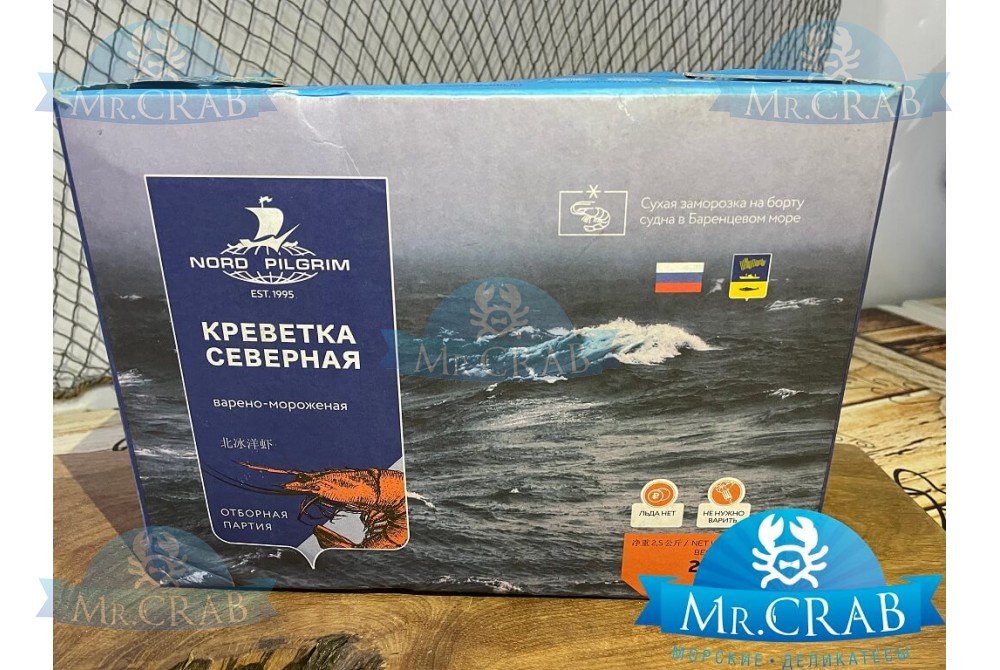 Mr.CRAB
Mr.CRAB
NORD PILGRIM
EST. 1995
КРЕВЕТКА
СЕВЕРНАЯ
варено-мороженая
北冰洋虾
ОТБОРНАЯ
ПАРТИЯ
Сухая заморозка на борту
судна в Баренцевом море
Mr.CRAB
ЛЬДА НЕТ
НЕ НУЖНО
ВАРИТЬ
净重2,5公斤 / NET
Mr.CRAB
Mr.CRAB
МОРСКИЕ • ДЕЛИКАТЕСЫ